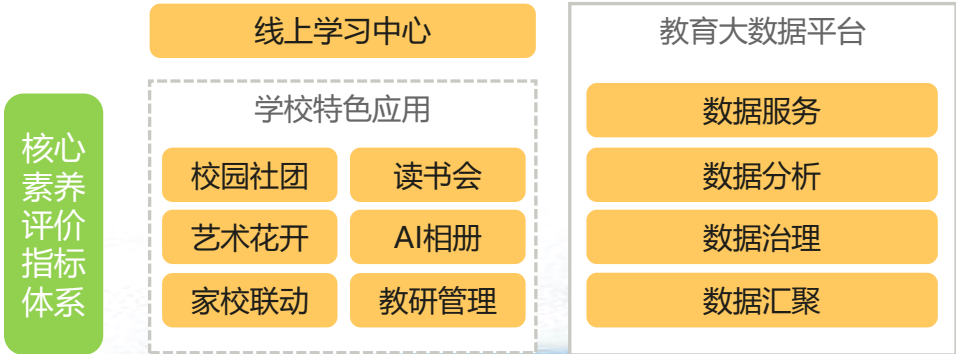 核心
素养
评价
指标
体系
线上学习中心
学校特色应用
校园社团
读书会
艺术花开
AI相册
家校联动
教研管理
教育大数据平台
数据服务
数据分析
数据治理
数据汇聚